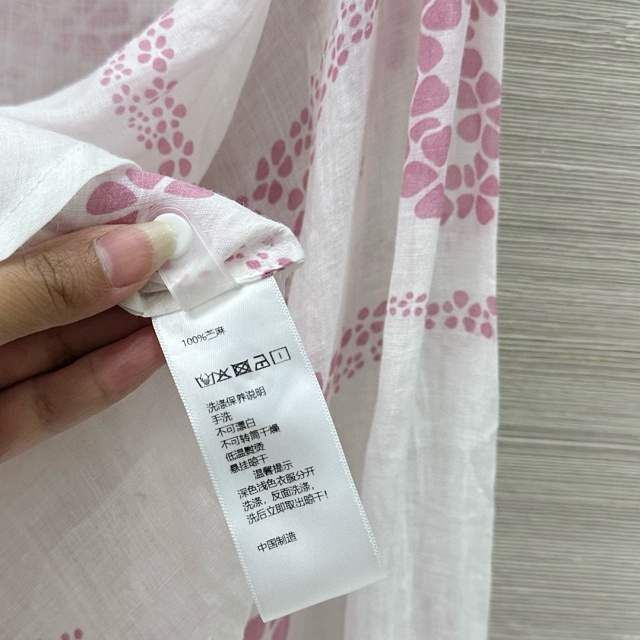 100%苎麻
洗涤保养说明
手洗
不可漂白
不可转筒干燥
低温熨烫
悬挂晾干
温馨提示
深色浅色衣服分开
洗涤，反面洗涤，
洗后立即取出晾干！
中国制造